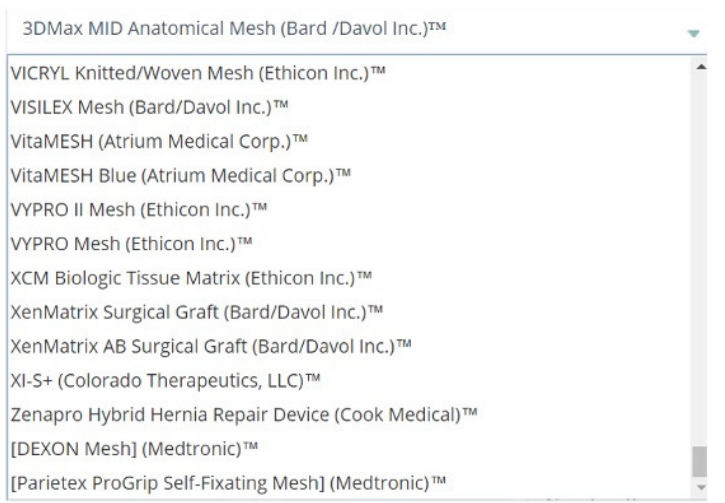 3DMax MID Anatomical Mesh (Bard /Davol Inc.)™
VICRYL Knitted/Woven Mesh (Ethicon Inc.)™
VISILEX Mesh (Bard/Davol Inc.)™
VitaMESH (Atrium Medical Corp.)™
VitaMESH Blue (Atrium Medical Corp.)™
VYPRO II Mesh (Ethicon Inc.)™
VYPRO Mesh (Ethicon Inc.)™
XCM Biologic Tissue Matrix (Ethicon Inc.)™
XenMatrix Surgical Graft (Bard/Davol Inc.)™
XenMatrix AB Surgical Graft (Bard/Davol Inc.)™
XI-S+ (Colorado Therapeutics, LLC)™
Zenapro Hybrid Hernia Repair Device (Cook Medical)™
[DEXON Mesh] (Medtronic)™
[Parietex ProGrip Self-Fixating Mesh] (Medtronic)™